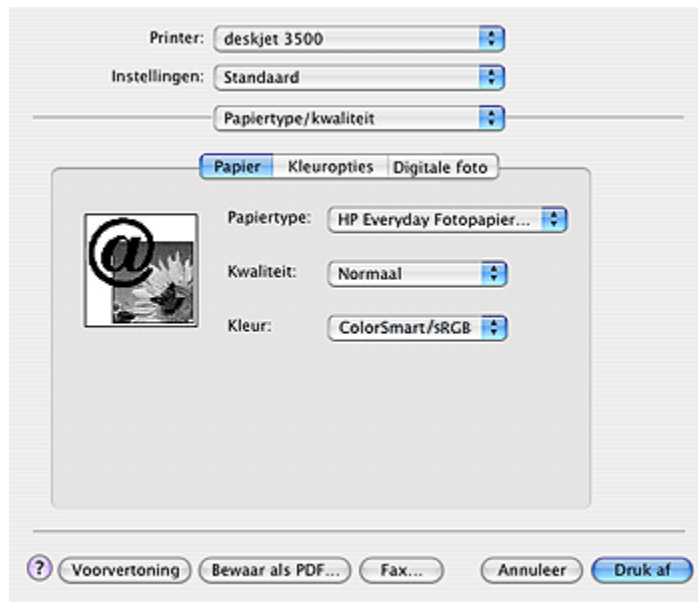 Printer: deskjet 3500
Instellingen: Standaard
Papiertype/kwaliteit
Papier Kleuropties Digitale foto
@
Papiertype: HP Everyday Fotopapier...
Kwaliteit: Normaal
Kleur: ColorSmart/sRGB
? Voorvertoning Bewaar als PDF... Fax... Annuleer Druk af